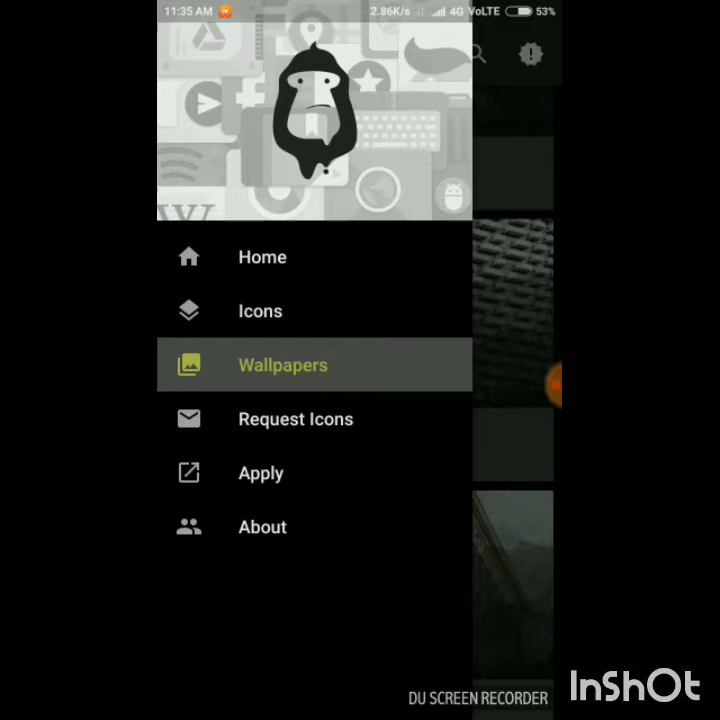 11:35 AM 2.86K/s 4G VoLTE 53%
W
Home
Icons
Wallpapers
Request Icons
Apply
About
DU SCREEN RECORDER
InShOt